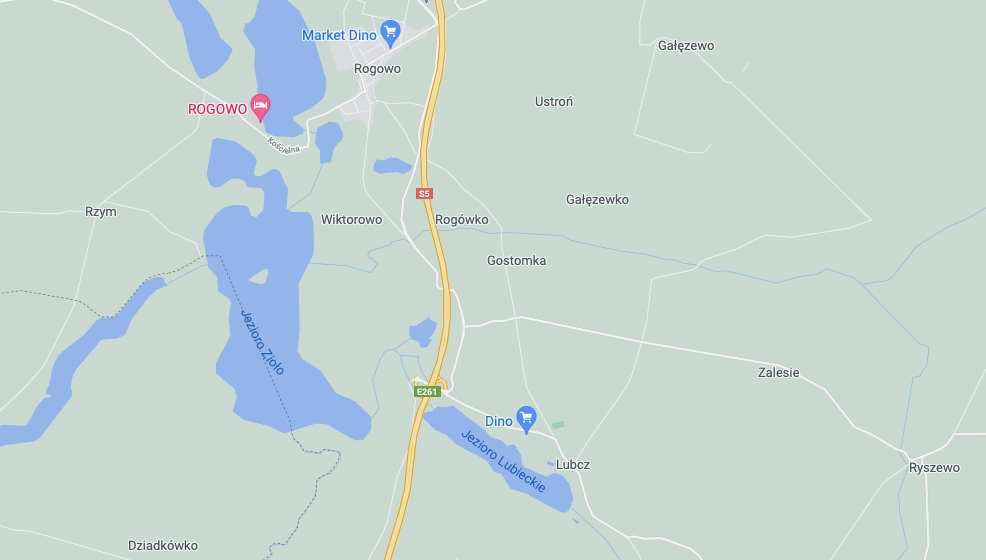 Market Dino
Gałęzewo
Rogowo
Ustroń
ROGOWO
Kościelna
S5
Gałęzewko
Rzym
Wiktorowo
Rogówko
Gostomka
Jezioro Zioło
Zalesie
E261
Dino
Jezioro Lubieckie
Lubcz
Ryszewo
Dziadkówko